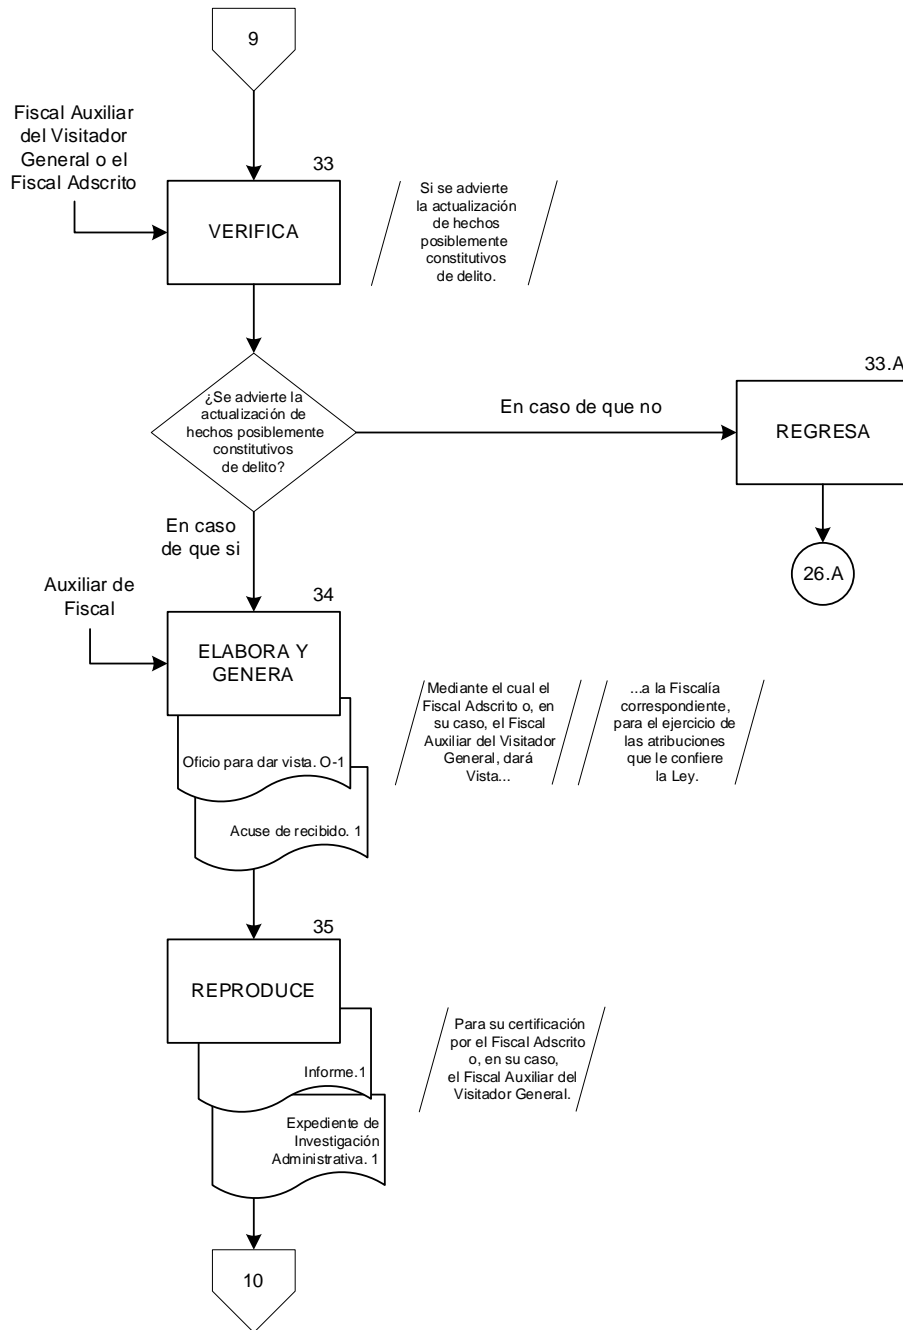 9
Fiscal Auxiliar
del Visitador
General o el
Fiscal Adscrito
33
VERIFICA
Si se advierte
la actualización
de hechos
posiblemente
constitutivos
de delito.
¿Se advierte la
actualización de
hechos posiblemente
constitutivos
de delito?
En caso de que no
33.A
REGRESA
26.A
En caso
de que si
Auxiliar de
Fiscal
34
ELABORA Y
GENERA
Oficio para dar vista. O-1
Acuse de recibido. 1
Mediante el cual el
Fiscal Adscrito o, en
su caso, el Fiscal
Auxiliar del Visitador
General, dará
Vista...
...a la Fiscalía
correspondiente,
para el ejercicio de
las atribuciones
que le confiere
la Ley.
35
REPRODUCE
Informe.1
Expediente de
Investigación
Administrativa. 1
Para su certificación
por el Fiscal Adscrito
o, en su caso,
el Fiscal Auxiliar del
Visitador General.
10